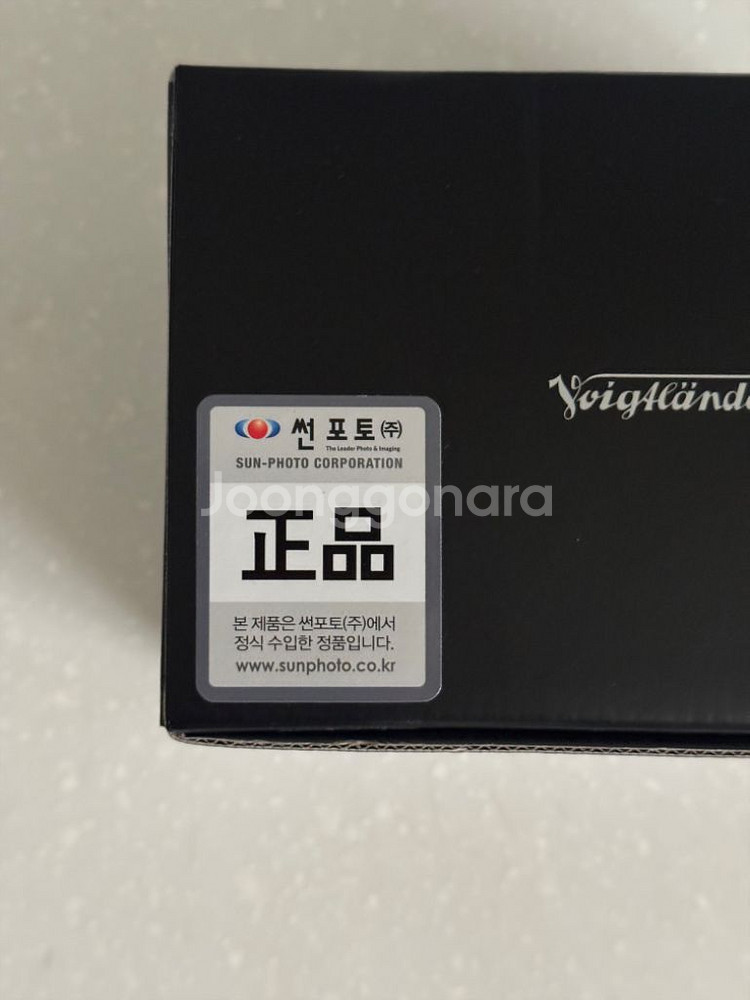 Voigtländ
썬포토㈜
The Leader Photo & Imaging
SUN-PHOTO CORPORATION
Joonggonara
正品
본 제품은 썬포토(주)에서
정식 수입한 정품입니다.
www.sunphoto.co.kr